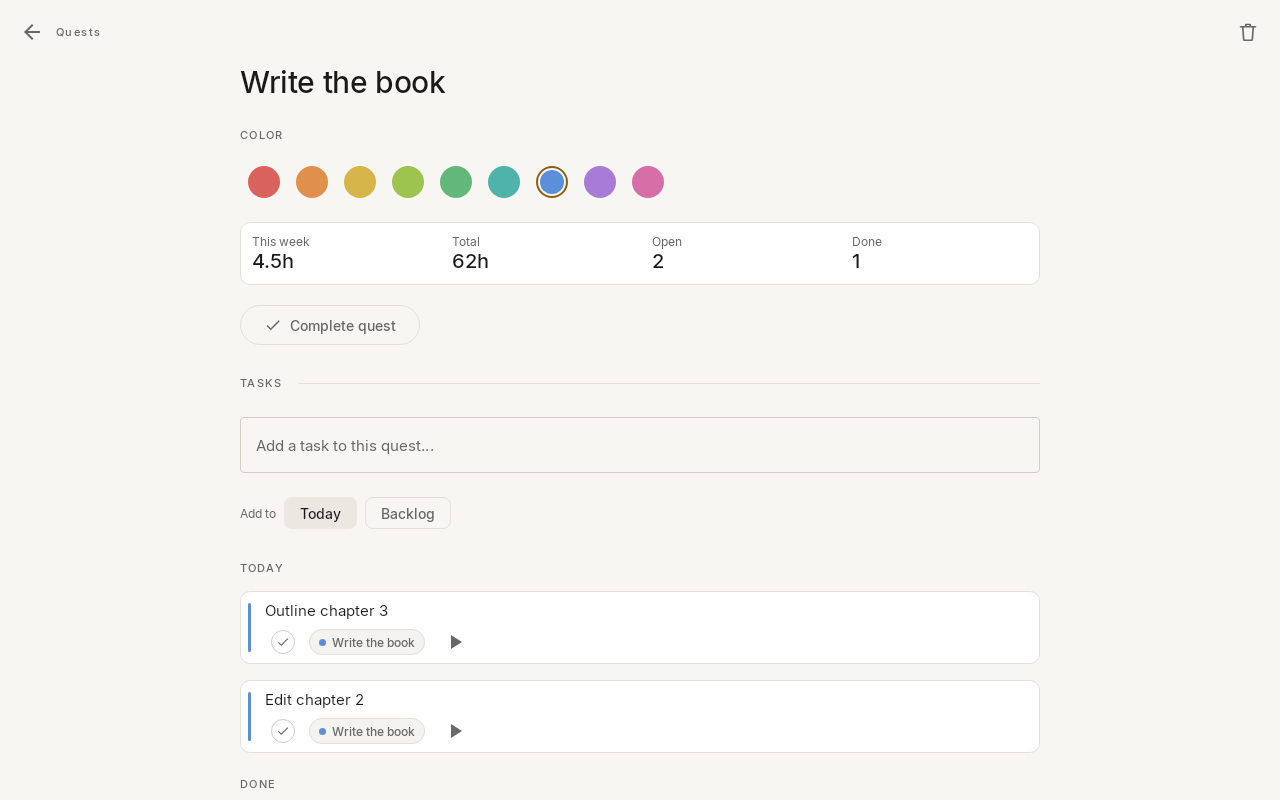 Quests
Write the book
COLOR
This week Total Open Done
4.5h 62h 2 1
Complete quest
TASKS
Add a task to this quest...
Add to Today Backlog
TODAY
Outline chapter 3
Write the book
Edit chapter 2
Write the book
DONE